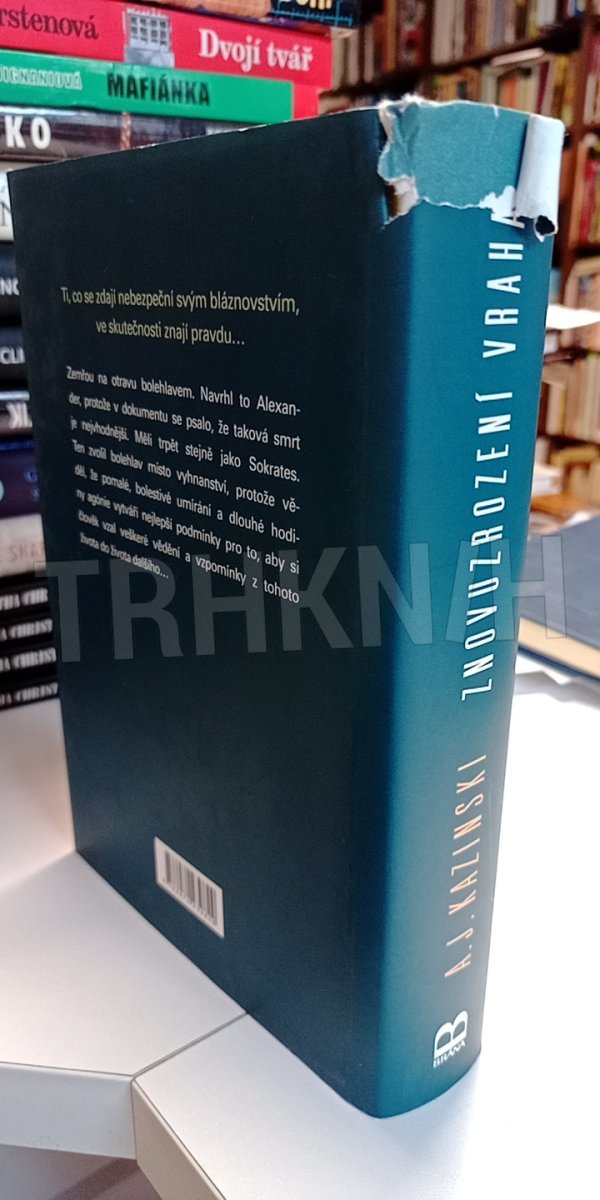 rstenová
Dvojí tvář
MAFIÁNKA
KO
Ti, co se zdají nebezpeční svým bláznovstvím,
ve skutečnosti znají pravdu...
Zemřou na otravu bolehlavem. Navrhl to Alexan-
der, protože v dokumentu se psalo, že taková smrt
je nejvhodnější. Měli trpět stejně jako Sokrates.
Ten zvolil bolehlav místo vyhnanství, protože vě-
děl, že pomalé, bolestivé umírání a dlouhé hodi-
ny agónie vytváří nejlepší podmínky pro to, aby si
člověk vzal veškeré vědění a vzpomínky z tohoto
života do života dalšího...
TRHKNIH
A.J. KAZINSKI ZNOVUZROZENÍ VRAHA
B
BRÁNA